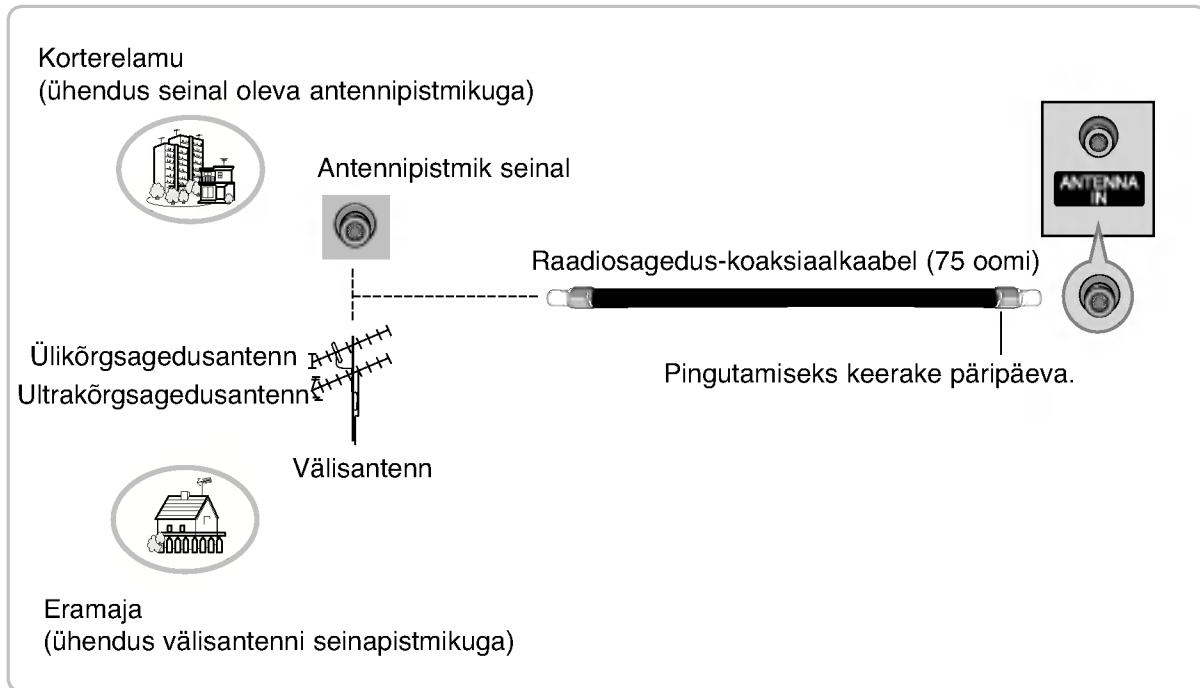 Korterelamu
(ühendus seinal oleva antennipistmikuga)
Antennipistmik seinal
ANTENNA
IN
Raadiosagedus-koaksiaalkaabel (75 oomi)
Ülikõrgsagedusantenn
Ultrakõrgsagedusantenn
Pingutamiseks keerake päripäeva.
Välisantenn
Eramaja
(ühendus välisantenni seinapistmikuga)